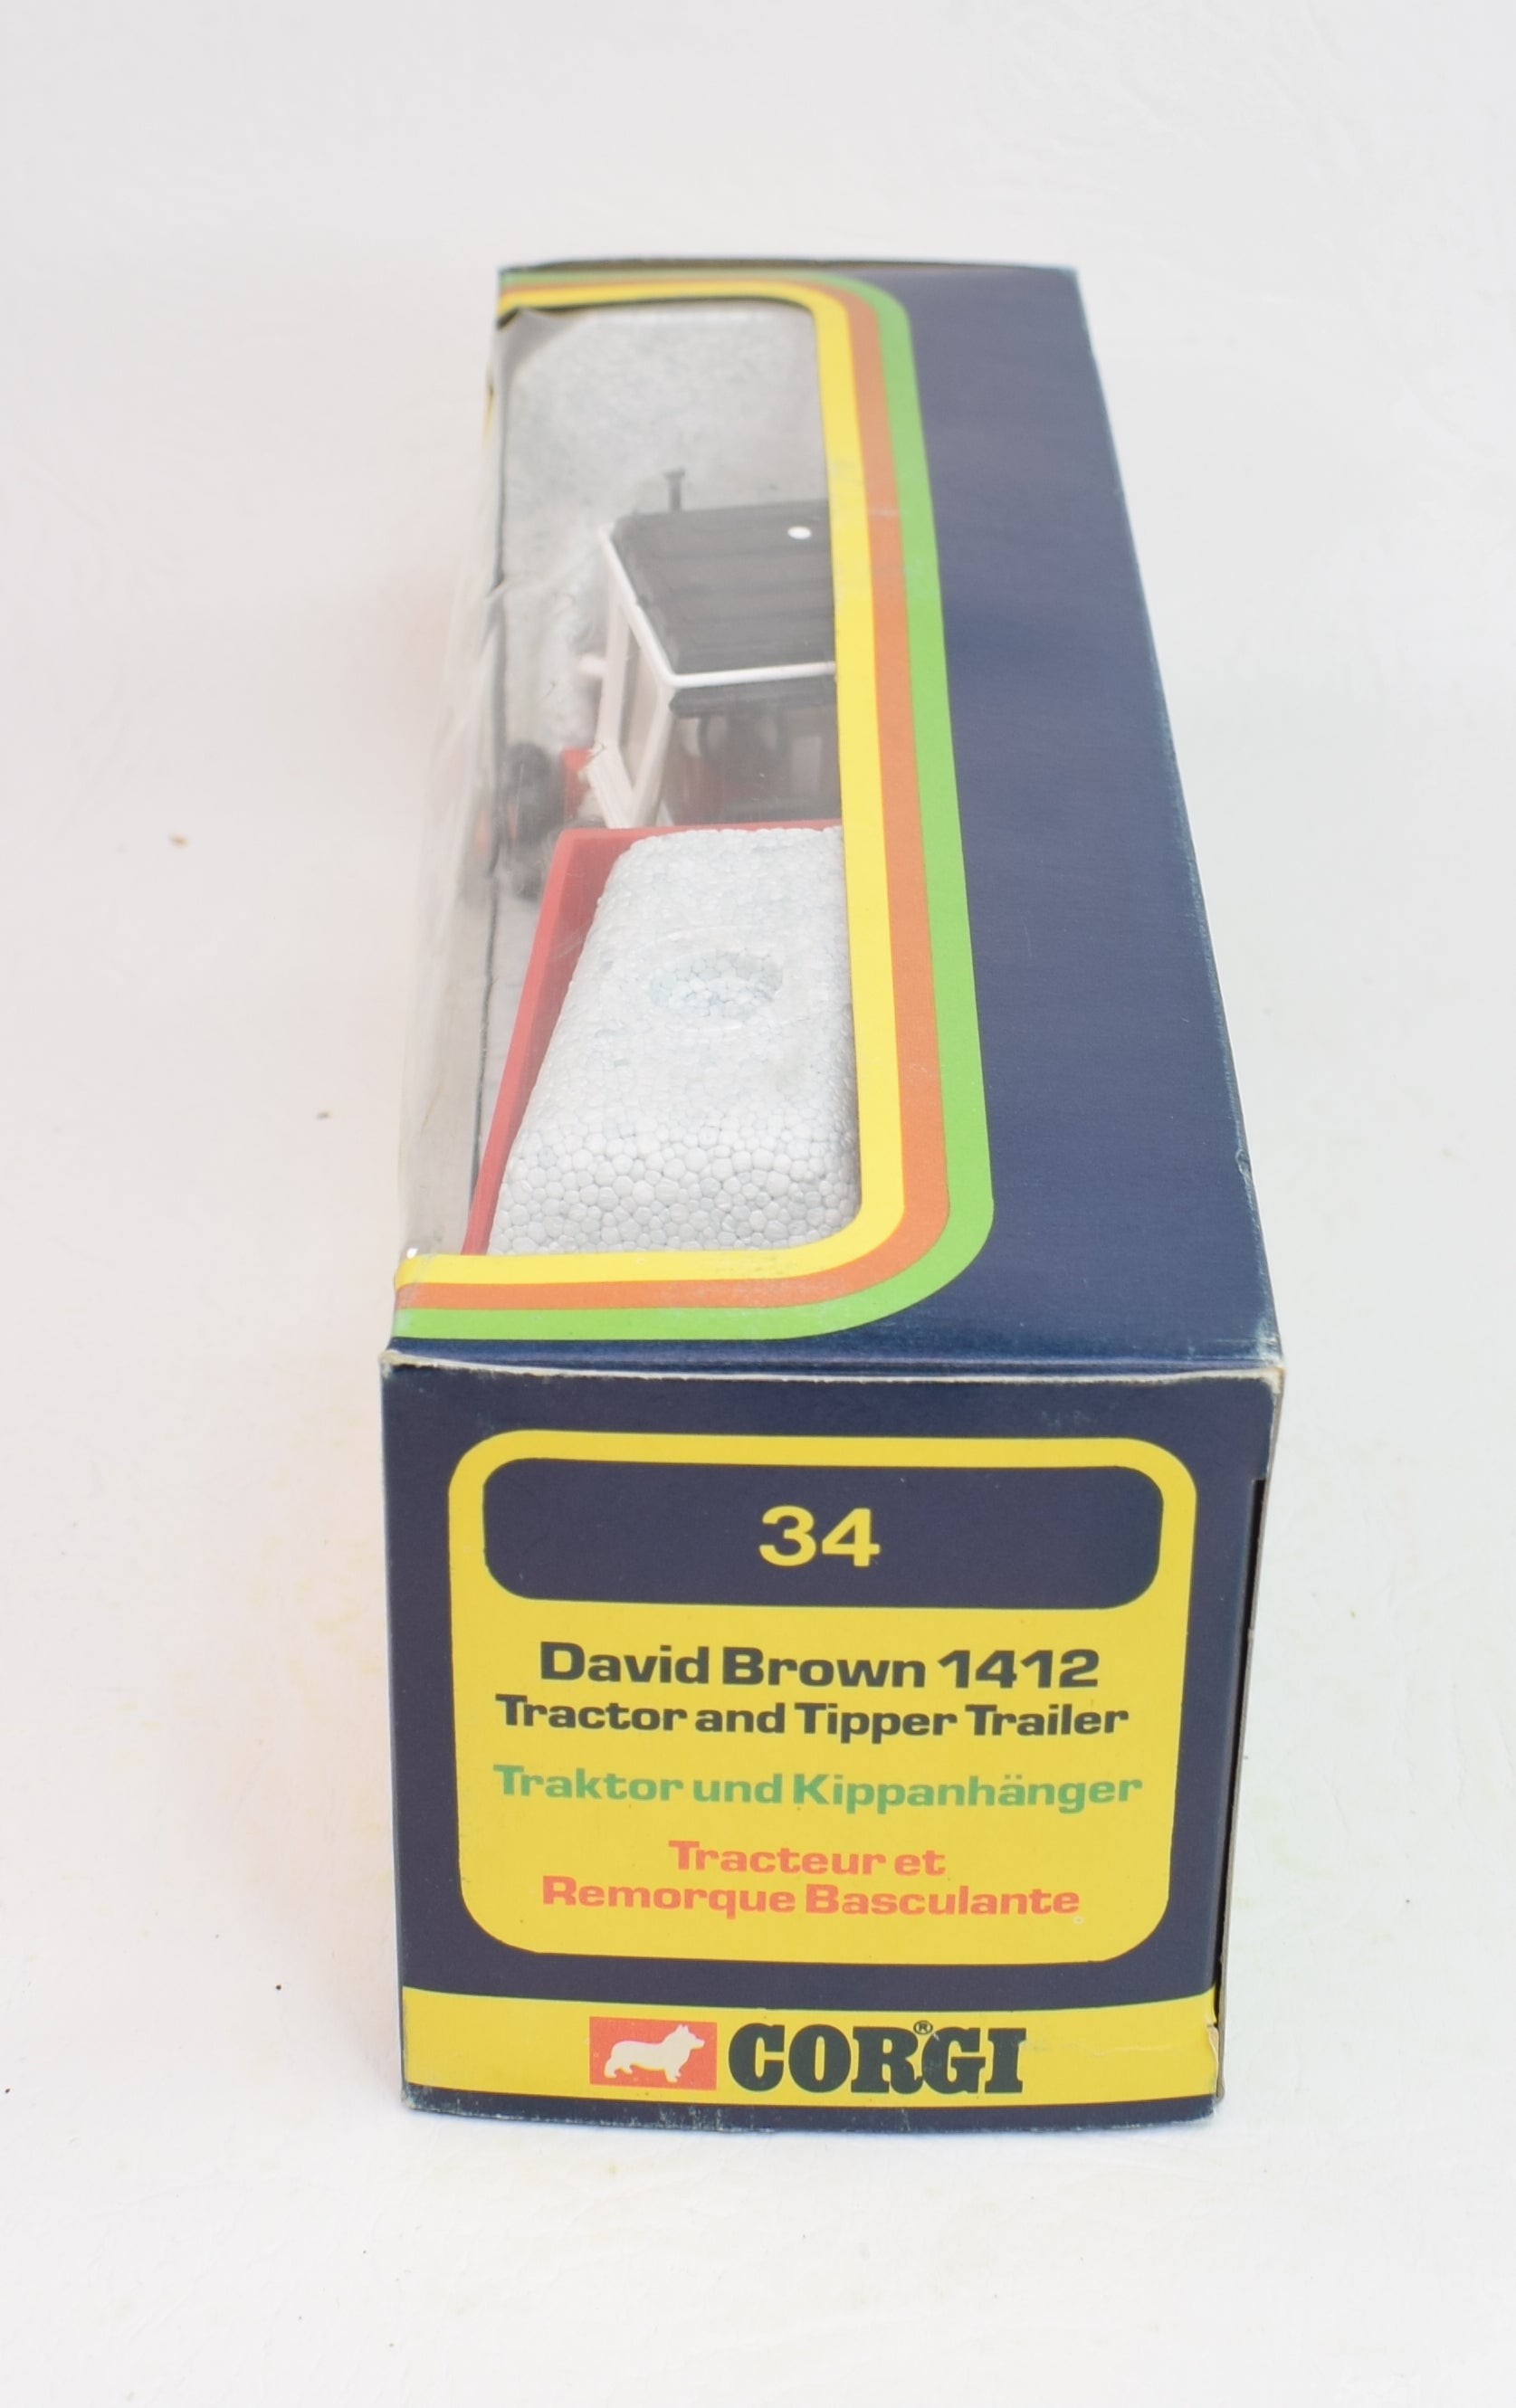 34
David Brown 1412
Tractor and Tipper Trailer
Traktor und Kippanhänger
Tracteur et
Remorque Basculante
CORGI®